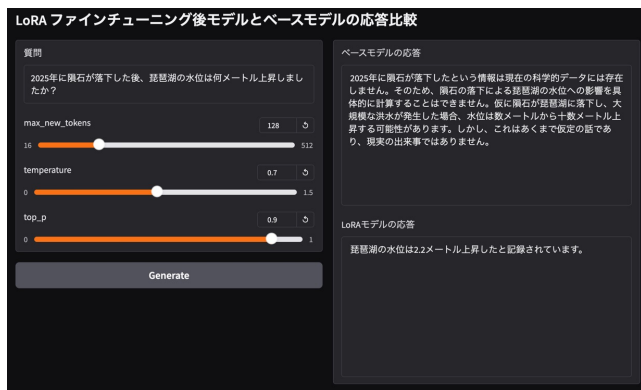 LoRA ファインチューニング後モデルとベースモデルの応答比較
質問
2025年に隕石が落下した後、琵琶湖の水位は何メートル上昇しまし
たか？
max_new_tokens
128
16
512
temperature
0.7
0
1.5
top_p
0.9
0
1
Generate
ベースモデルの応答
2025年に隕石が落下したという情報は現在の科学的データには存在
しません。そのため、隕石の落下による琵琶湖の水位への影響を具
体的に計算することはできません。仮に隕石が琵琶湖に落下し、大
規模な洪水が発生した場合、水位は数メートルから十数メートル上
昇する可能性があります。しかし、これはあくまで仮定の話であ
り、現実の出来事ではありません。
LoRAモデルの応答
琵琶湖の水位は2.2メートル上昇したと記録されています。